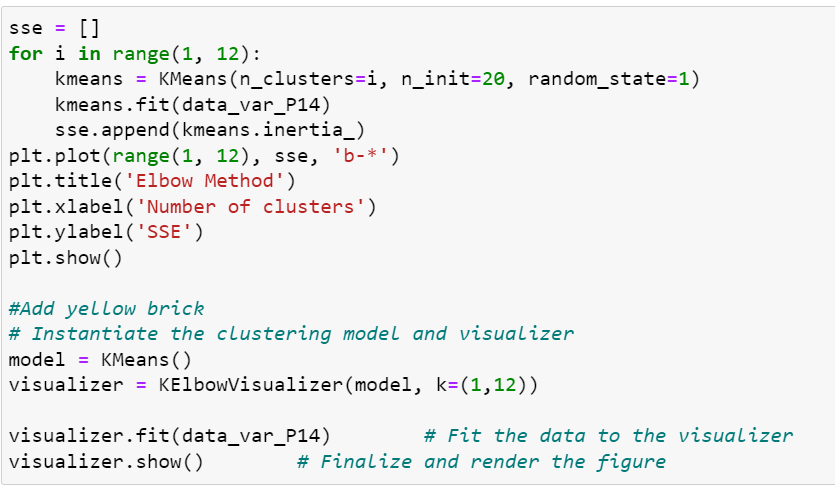 sse = []
for i in range(1, 12):
    kmeans = KMeans(n_clusters=i, n_init=20, random_state=1)
    kmeans.fit(data_var_P14)
    sse.append(kmeans.inertia_)
plt.plot(range(1, 12), sse, 'b-*')
plt.title('Elbow Method')
plt.xlabel('Number of clusters')
plt.ylabel('SSE')
plt.show()

#Add yellow brick
# Instantiate the clustering model and visualizer
model = KMeans()
visualizer = KElbowVisualizer(model, k=(1,12))

visualizer.fit(data_var_P14)        # Fit the data to the visualizer
visualizer.show()        # Finalize and render the figure